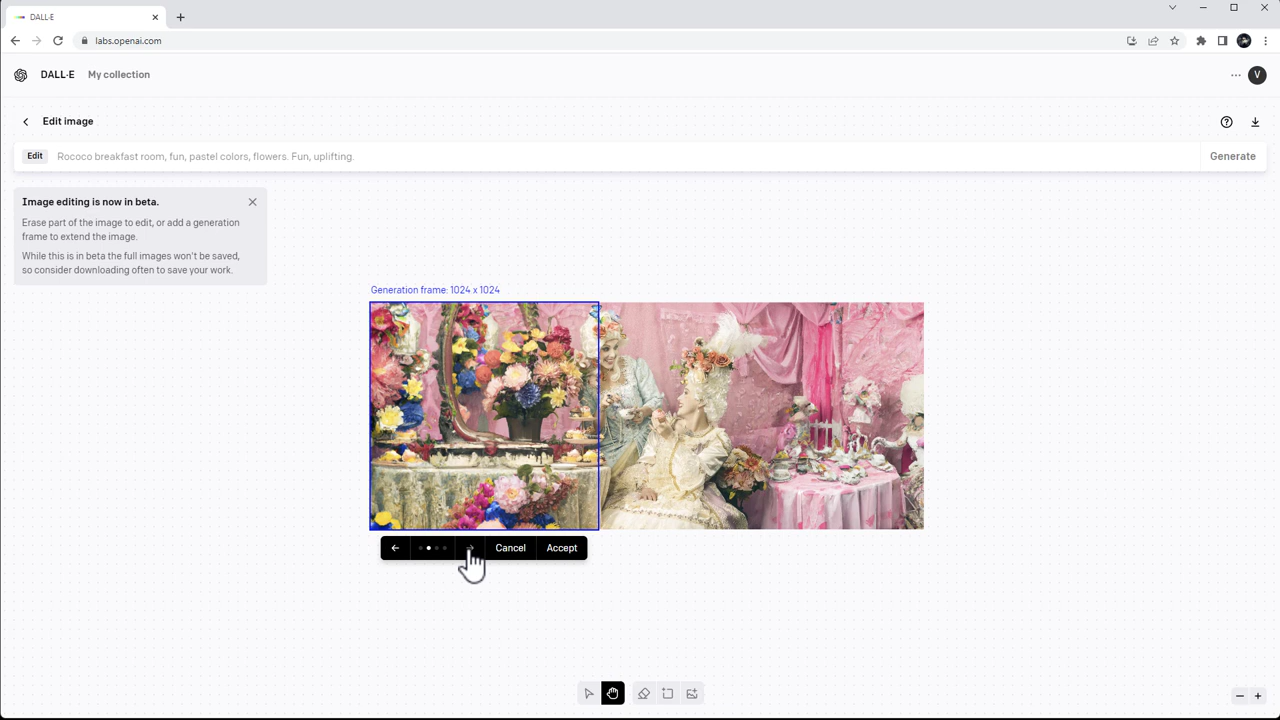 DALL·E
labs.openai.com
DALL·E
My collection
V
Edit image
Edit
Rococo breakfast room, fun, pastel colors, flowers. Fun, uplifting.
Generate
Image editing is now in beta.
Erase part of the image to edit, or add a generation
frame to extend the image.
While this is in beta the full images won't be saved,
so consider downloading often to save your work.
Generation frame: 1024 x 1024
Cancel
Accept